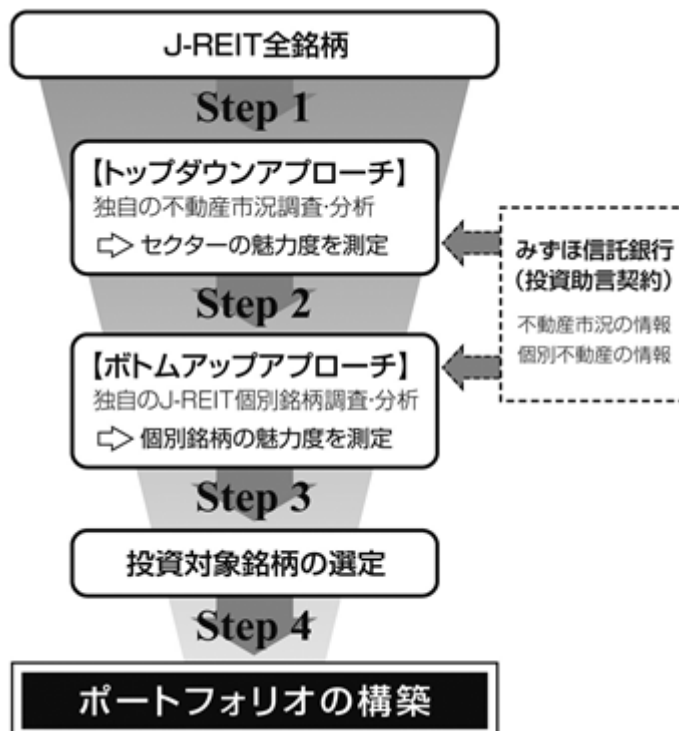 J-REIT全銘柄
Step 1
【トップダウンアプローチ】
独自の不動産市況調査・分析
⇨ セクターの魅力度を測定
みずほ信託銀行
(投資助言契約)
不動産市況の情報
個別不動産の情報
Step 2
【ボトムアップアプローチ】
独自のJ-REIT個別銘柄調査・分析
⇨ 個別銘柄の魅力度を測定
Step 3
投資対象銘柄の選定
Step 4
ポートフォリオの構築